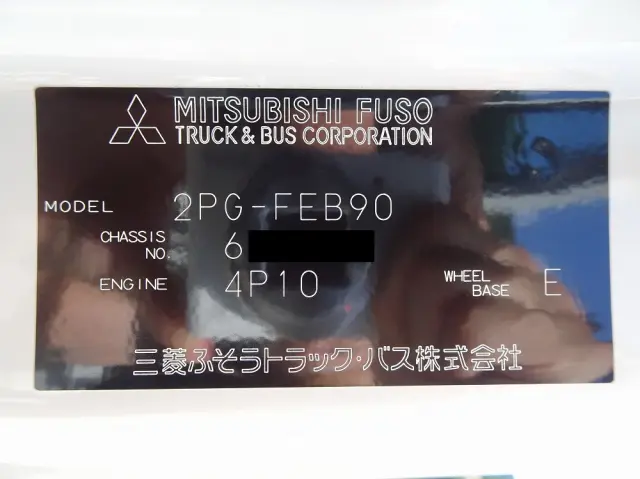 MITSUBISHI FUSO
TRUCK & BUS CORPORATION
MODEL 2PG-FEB90
CHASSIS NO. 6
ENGINE 4P10 WHEEL BASE E
三菱ふそうトラック・バス株式会社